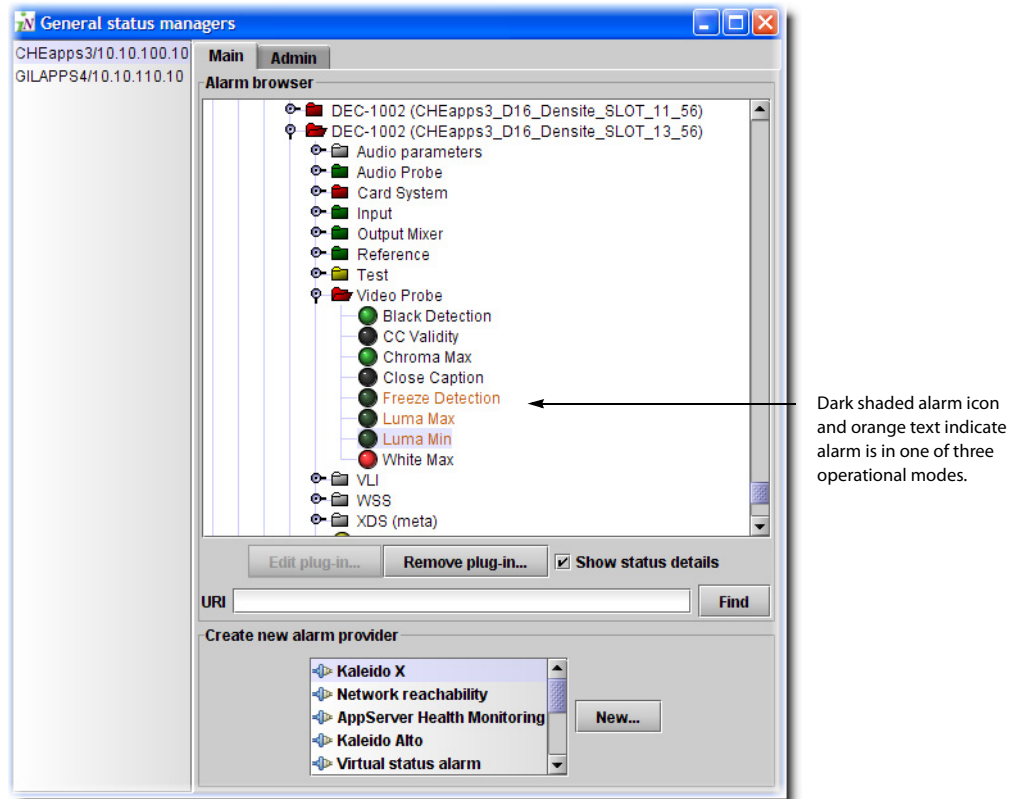 General status managers
CHEapps3/10.10.100.10
GILAPPS4/10.10.110.10
Main Admin
Alarm browser
DEC-1002 (CHEapps3_D16_Densite_SLOT_11_56)
DEC-1002 (CHEapps3_D16_Densite_SLOT_13_56)
Audio parameters
Audio Probe
Card System
Input
Output Mixer
Reference
Test
Video Probe
Black Detection
CC Validity
Chroma Max
Close Caption
Freeze Detection
Luma Max
Luma Min
White Max
VLI
WSS
XDS (meta)
Edit plug-in... Remove plug-in... Show status details
URI Find
Create new alarm provider
Kaleido X
Network reachability
AppServer Health Monitoring
Kaleido Alto
Virtual status alarm
New...
Dark shaded alarm icon
and orange text indicate
alarm is in one of three
operational modes.